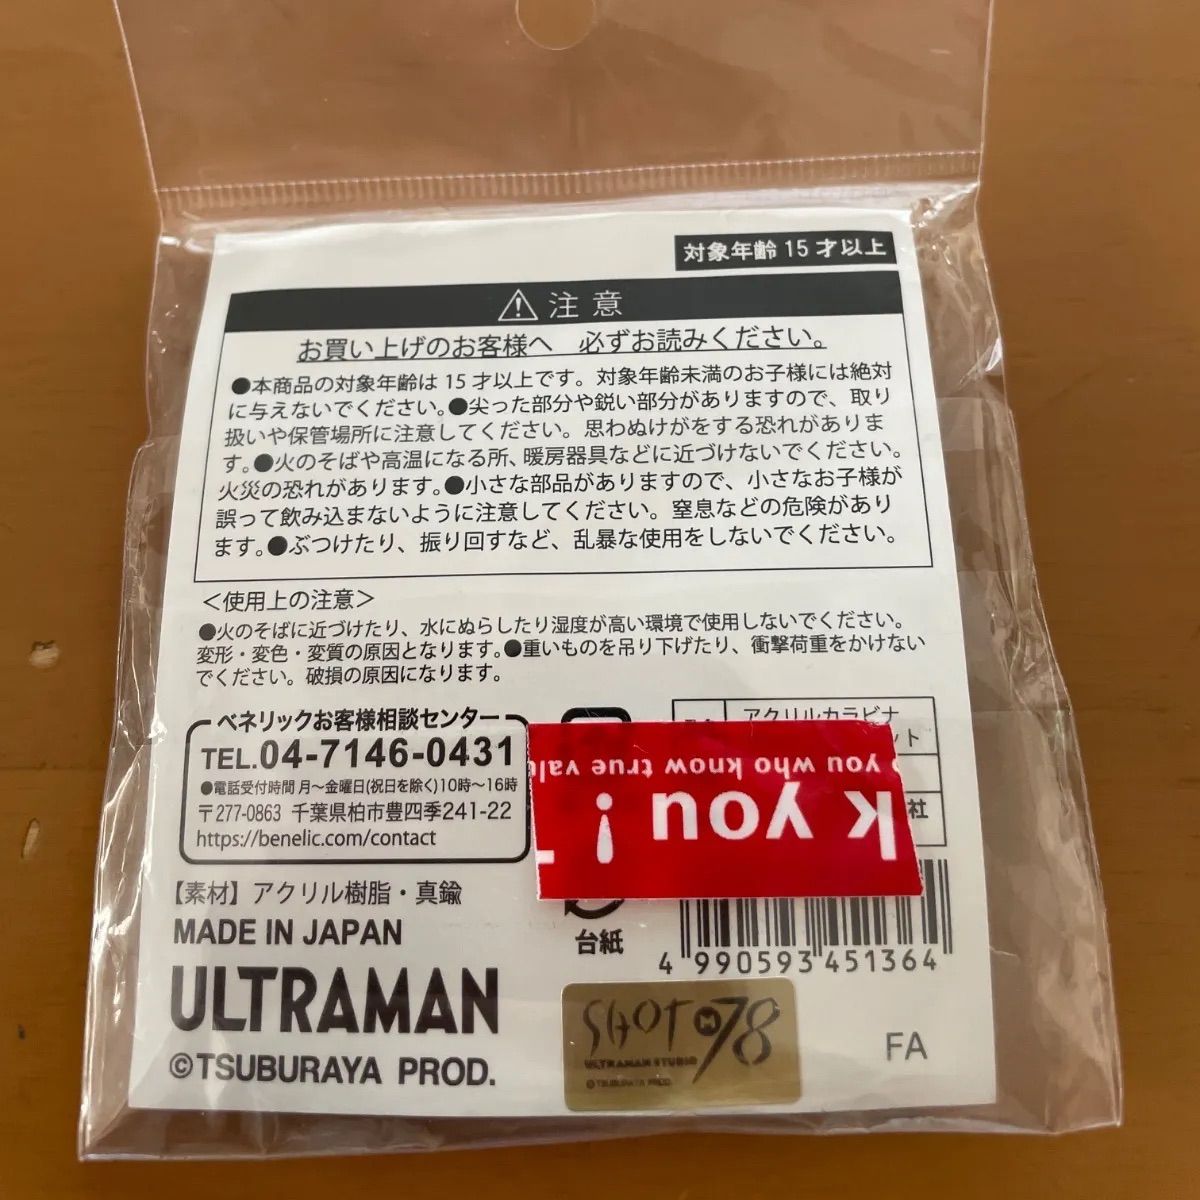 対象年齢 15 才以上
⚠注意
お買い上げのお客様へ 必ずお読みください。
●本商品の対象年齢は 15 才以上です。対象年齢未満のお子様には絶対
に与えないでください。●尖った部分や鋭い部分がありますので、取り
扱いや保管場所に注意してください。思わぬけがをする恐れがありま
す。●火のそばや高温になる所、暖房器具などに近づけないでください。
火災の恐れがあります。●小さな部品がありますので、小さなお子様が
誤って飲み込まないように注意してください。窒息などの危険があり
ます。●ぶつけたり、振り回すなど、乱暴な使用をしないでください。
＜使用上の注意＞
●火のそばに近づけたり、水にぬらしたり湿度が高い環境で使用しないでください。
変形・変色・変質の原因となります。●重いものを吊り下げたり、衝撃荷重をかけない
でください。破損の原因になります。
ベネリックお客様相談センター
TEL.04-7146-0431
●電話受付時間 月～金曜日(祝日を除く)10時～16時
〒277-0863 千葉県柏市豊四季241-22
https://benelic.com/contact
アクリルカラビナ
ット
社
you who know true
k you !
【素材】アクリル樹脂・真鍮
MADE IN JAPAN
ULTRAMAN
©TSUBURAYA PROD.
台紙
4 990593 451364
SHOT M78
ULTRAMAN STUDIO
©TSUBURAYA PROD.
FA